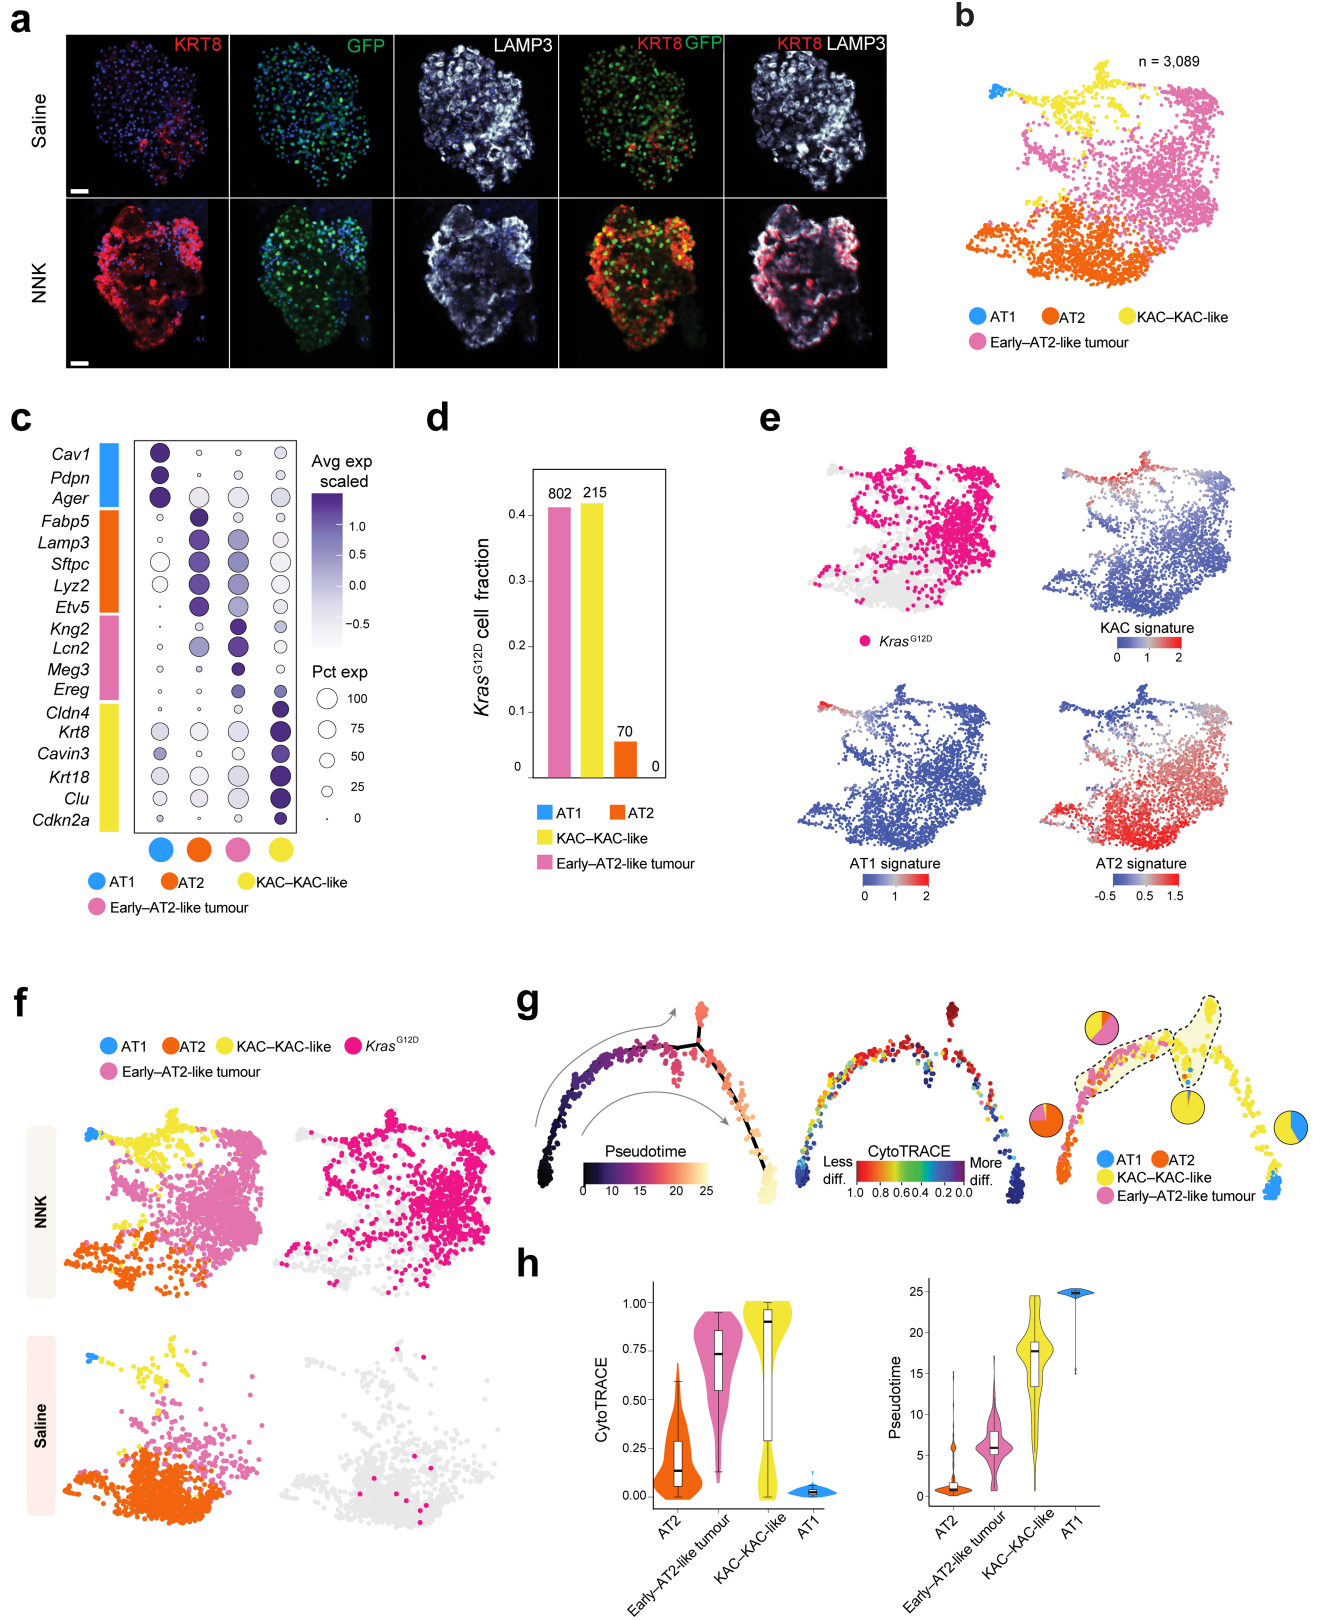 a
KRT8
GFP
LAMP3
KRT8 GFP
KRT8 LAMP3
Saline
NNK
b
n = 3,089
AT1
AT2
KAC–KAC-like
Early–AT2-like tumour
c
Cav1
Pdpn
Ager
Fabp5
Lamp3
Sftpc
Lyz2
Etv5
Kng2
Lcn2
Meg3
Ereg
Cldn4
Krt8
Cavin3
Krt18
Clu
Cdkn2a
Avg exp
scaled
1.0
0.5
0.0
−0.5
Pct exp
100
75
50
25
0
AT1
AT2
KAC–KAC-like
Early–AT2-like tumour
d
KrasG12D cell fraction
0.4
0.3
0.2
0.1
0
802
215
70
0
AT1
AT2
KAC–KAC-like
Early–AT2-like tumour
e
KrasG12D
KAC signature
0 1 2
AT1 signature
0 1 2
AT2 signature
-0.5 0.5 1.5
f
AT1
AT2
KAC–KAC-like
KrasG12D
Early–AT2-like tumour
NNK
Saline
g
Pseudotime
0 10 15 20 25
Less
diff.
CytoTRACE
More
diff.
1.0 0.8 0.6 0.4 0.2 0.0
AT1
AT2
KAC–KAC-like
Early–AT2-like tumour
h
CytoTRACE
1.00
0.75
0.50
0.25
0.00
AT2
Early–AT2-like tumour
KAC–KAC-like
AT1
Pseudotime
25
20
15
10
5
0
AT2
Early–AT2-like tumour
KAC–KAC-like
AT1